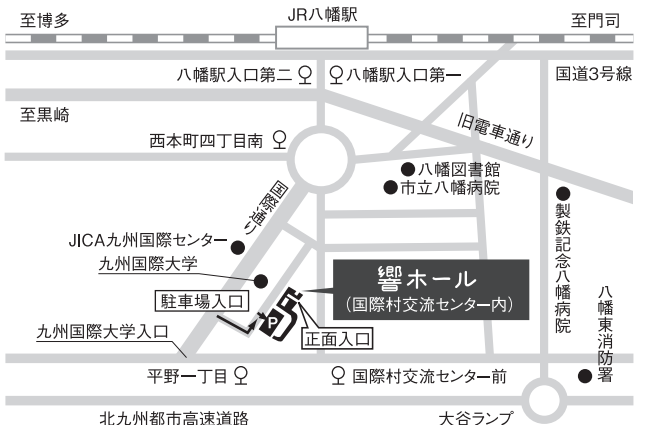 JR八幡駅
至博多
至門司
八幡駅入口第二
八幡駅入口第一
国道3号線
至黒崎
旧電車通り
西本町四丁目南
八幡図書館
市立八幡病院
国際通り
製鉄記念八幡病院
JICA九州国際センター
九州国際大学
響ホール
(国際村交流センター内)
駐車場入口
P
正面入口
八幡東消防署
九州国際大学入口
平野一丁目
国際村交流センター前
北九州都市高速道路
大谷ランプ